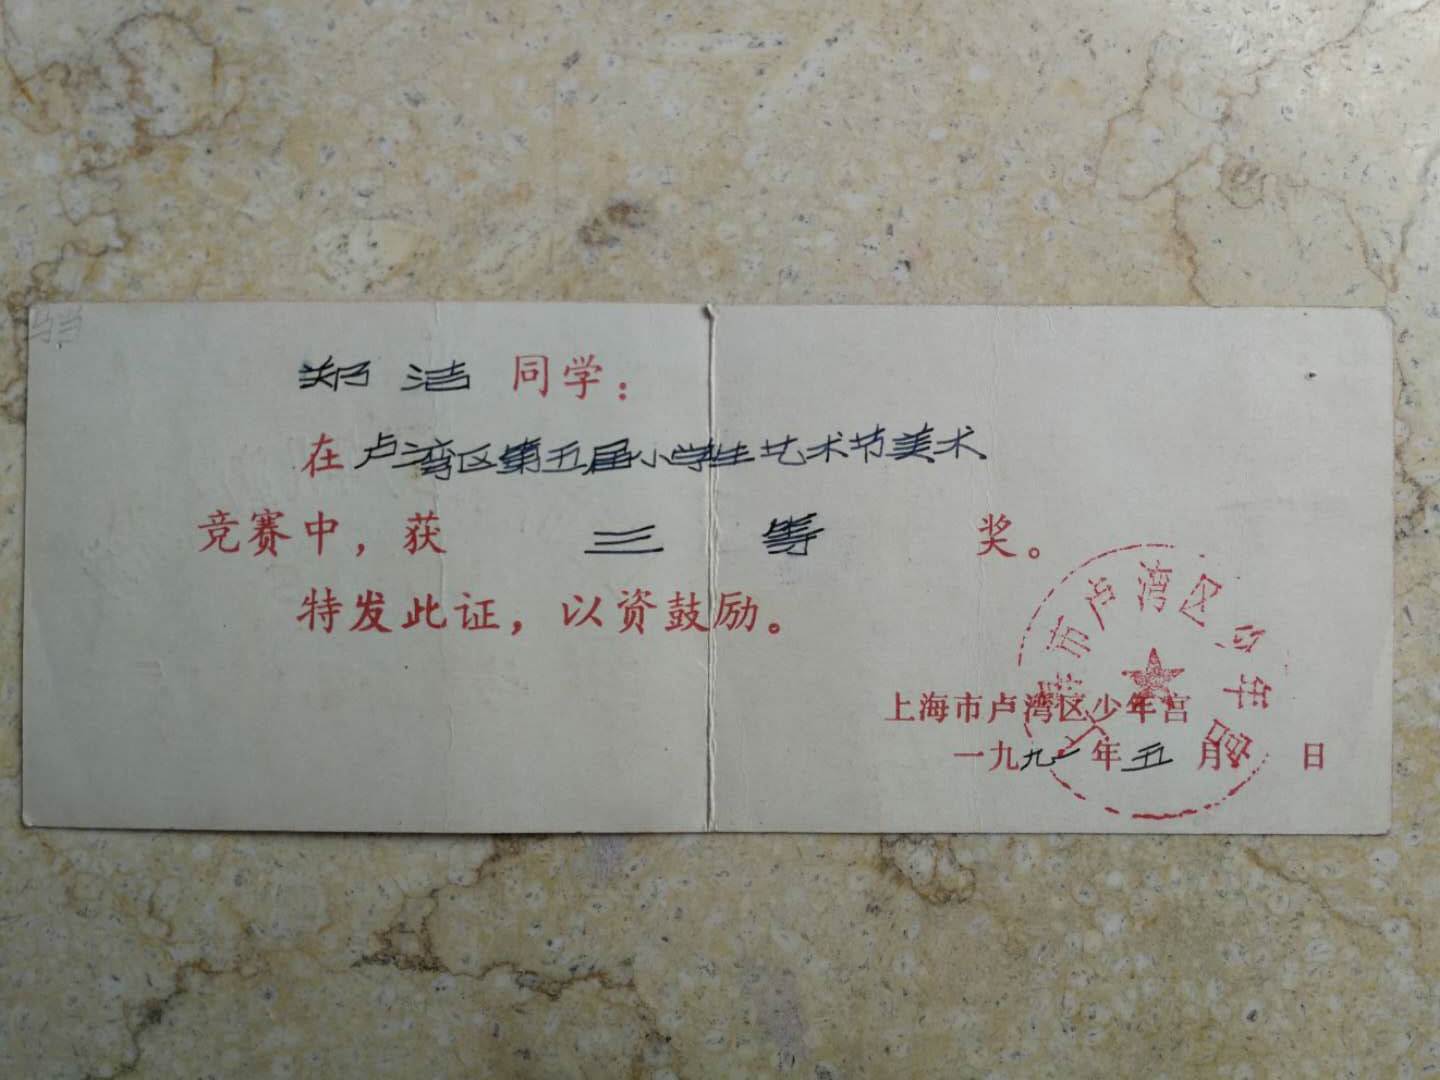 郑洁同学：
在卢湾区第五届小学生艺术节美术
竞赛中，获 三等 奖。
特发此证，以资鼓励。
上海市卢湾区少年宫
一九九一年五月 日
上海市卢湾区少年宫